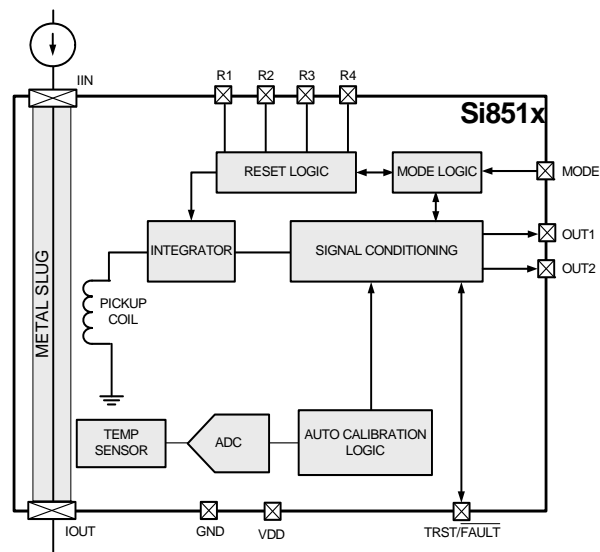 IIN
R1
R2
R3
R4
Si851x
RESET LOGIC
MODE LOGIC
MODE
INTEGRATOR
SIGNAL CONDITIONING
OUT1
OUT2
METAL SLUG
PICKUP
COIL
TEMP
SENSOR
ADC
AUTO CALIBRATION
LOGIC
IOUT
GND
VDD
TRST/FAULT